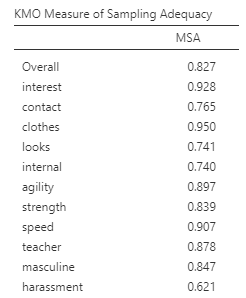 KMO Measure of Sampling Adequacy
MSA
Overall 0.827
interest 0.928
contact 0.765
clothes 0.950
looks 0.741
internal 0.740
agility 0.897
strength 0.839
speed 0.907
teacher 0.878
masculine 0.847
harassment 0.621